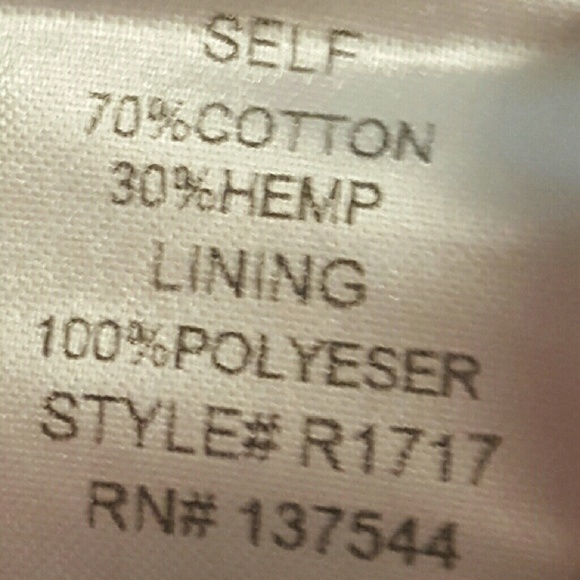 SELF
70%COTTON
30%HEMP
LINING
100%POLYESER
STYLE# R1717
RN# 137544